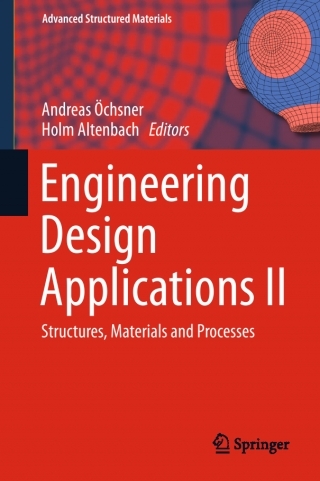 Advanced Structured Materials
Andreas Öchsner
Holm Altenbach Editors
Engineering
Design
Applications II
Structures, Materials and Processes
Springer